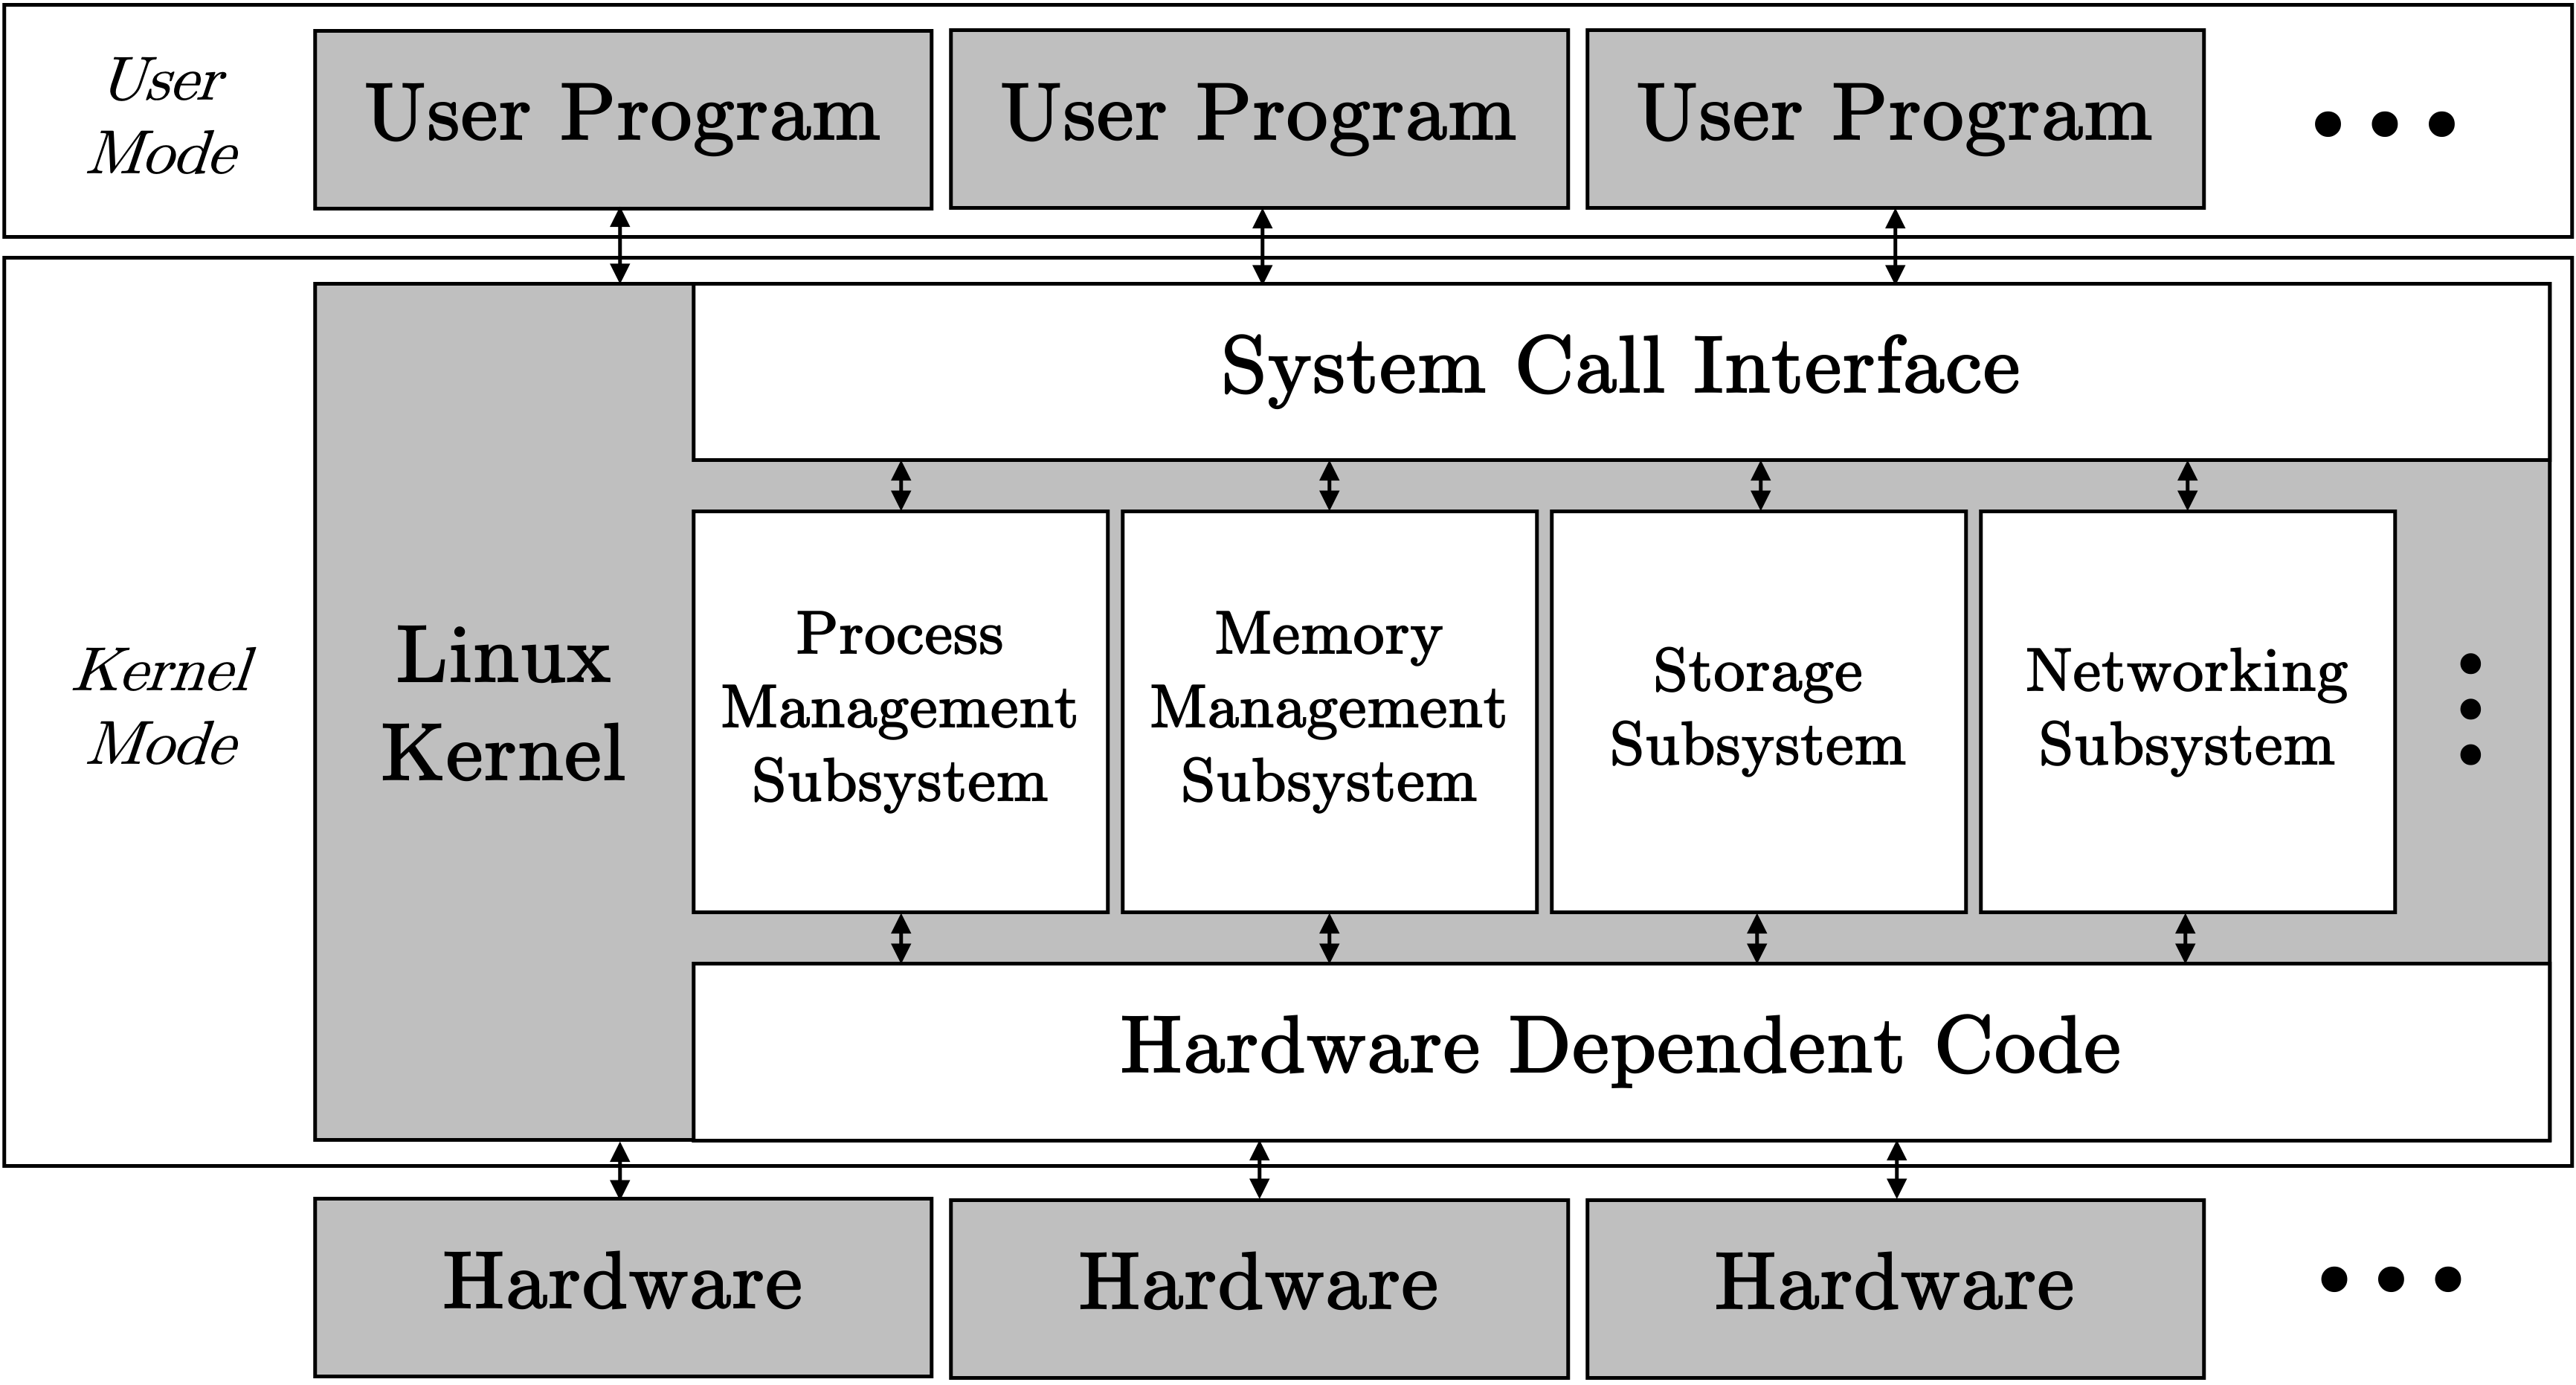 User
Mode
User Program
User Program
User Program
System Call Interface
Kernel
Mode
Linux
Kernel
Process
Management
Subsystem
Memory
Management
Subsystem
Storage
Subsystem
Networking
Subsystem
Hardware Dependent Code
Hardware
Hardware
Hardware